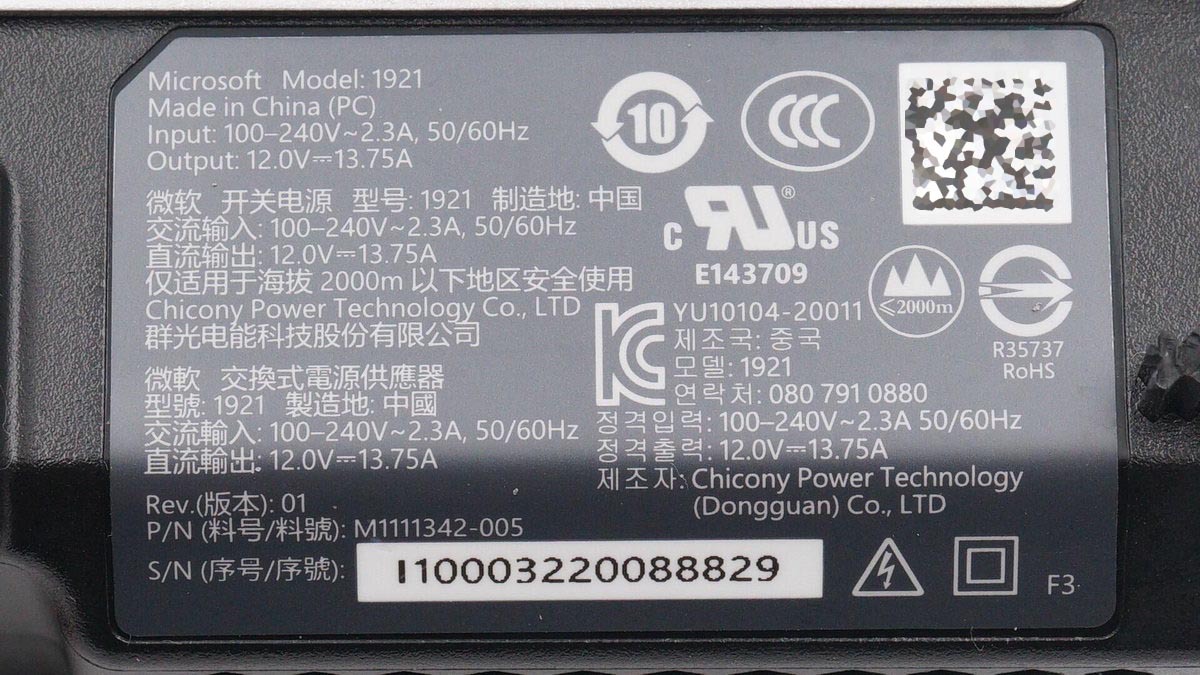 Microsoft Model: 1921
Made in China (PC)
Input: 100–240V~2.3A, 50/60Hz
Output: 12.0V⎓13.75A
微软 开关电源 型号: 1921 制造地: 中国
交流输入: 100–240V~2.3A, 50/60Hz
直流输出: 12.0V⎓13.75A
仅适用于海拔 2000m 以下地区安全使用
Chicony Power Technology Co., LTD
群光电能科技股份有限公司
微軟 交換式電源供應器
型號: 1921 製造地: 中國
交流輸入: 100–240V~2.3A, 50/60Hz
直流輸出: 12.0V⎓13.75A
Rev.(版本): 01
P/N (料号/料號): M1111342-005
S/N (序号/序號): I10003220088829
10
CCC
C RU US ®
E143709
≤2000m
R35737
RoHS
KC
YU10104-20011
제조국: 중국
모델: 1921
연락처: 080 791 0880
정격입력: 100–240V~2.3A 50/60Hz
정격출력: 12.0V⎓13.75A
제조자: Chicony Power Technology
(Dongguan) Co., LTD
F3